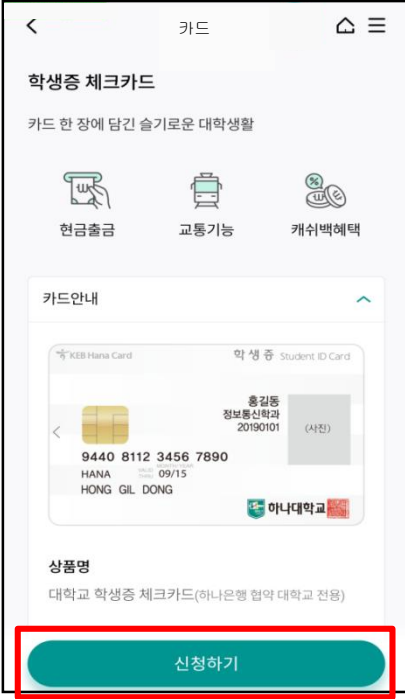 카드
학생증 체크카드
카드 한 장에 담긴 슬기로운 대학생활
현금출금 교통기능 캐쉬백혜택
카드안내
KEB Hana Card 학생증 Student ID Card
홍길동
정보통신학과
20190101
(사진)
9440 8112 3456 7890
HANA 09/15
HONG GIL DONG
하나대학교
상품명
대학교 학생증 체크카드(하나은행 협약 대학교 전용)
신청하기